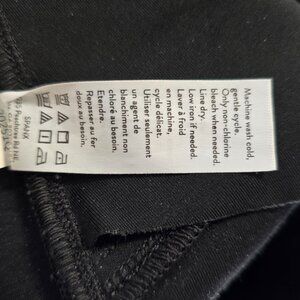 Machine wash cold,
gentle cycle.
Only non-chlorine
bleach when needed.
Line dry.
Low iron if needed.
Laver à froid
en machine,
cycle délicat.
Utiliser seulement
un agent de
blanchiment non
chloré au besoin.
Etendre.
Repasser au fer
doux au besoin.
SPANX